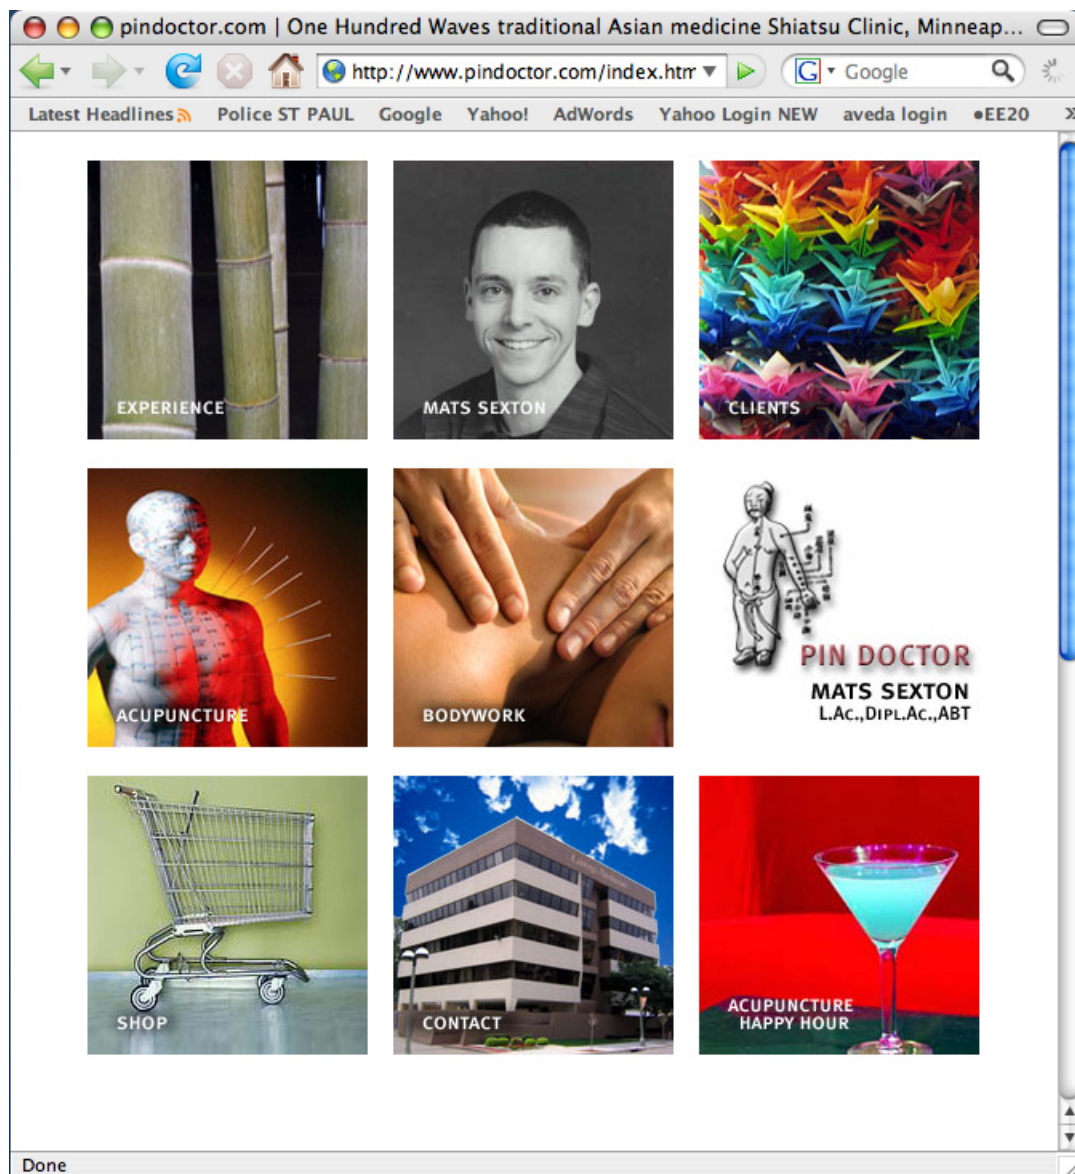 pindoctor.com | One Hundred Waves traditional Asian medicine Shiatsu Clinic, Minneap...
http://www.pindoctor.com/index.htm
G Google
Latest Headlines Police ST PAUL Google Yahoo! AdWords Yahoo Login NEW aveda login •EE20 »
EXPERIENCE
MATS SEXTON
CLIENTS
ACUPUNCTURE
BODYWORK
PIN DOCTOR
MATS SEXTON
L.AC.,DIPL.AC.,ABT
SHOP
CONTACT
ACUPUNCTURE
HAPPY HOUR
Done